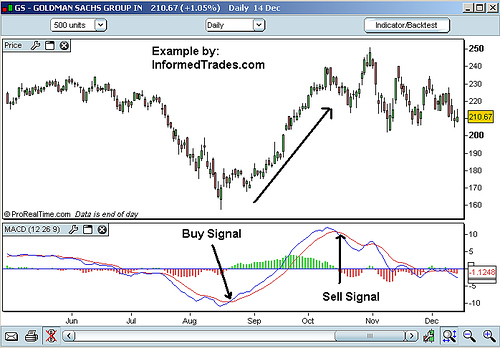 GS - GOLDMAN SACHS GROUP IN 210.67 (+1.05%) Daily 14 Dec
500 units
Daily
Indicator/Backtest
Price
Example by:
InformedTrades.com
250
240
230
220
210.67
200
190
180
170
160
© ProRealTime.com Data is end of day
MACD (12 26 9)
Buy Signal
Sell Signal
10
5
-1.1248
Jun
Jul
Aug
Sep
Oct
Nov
Dec